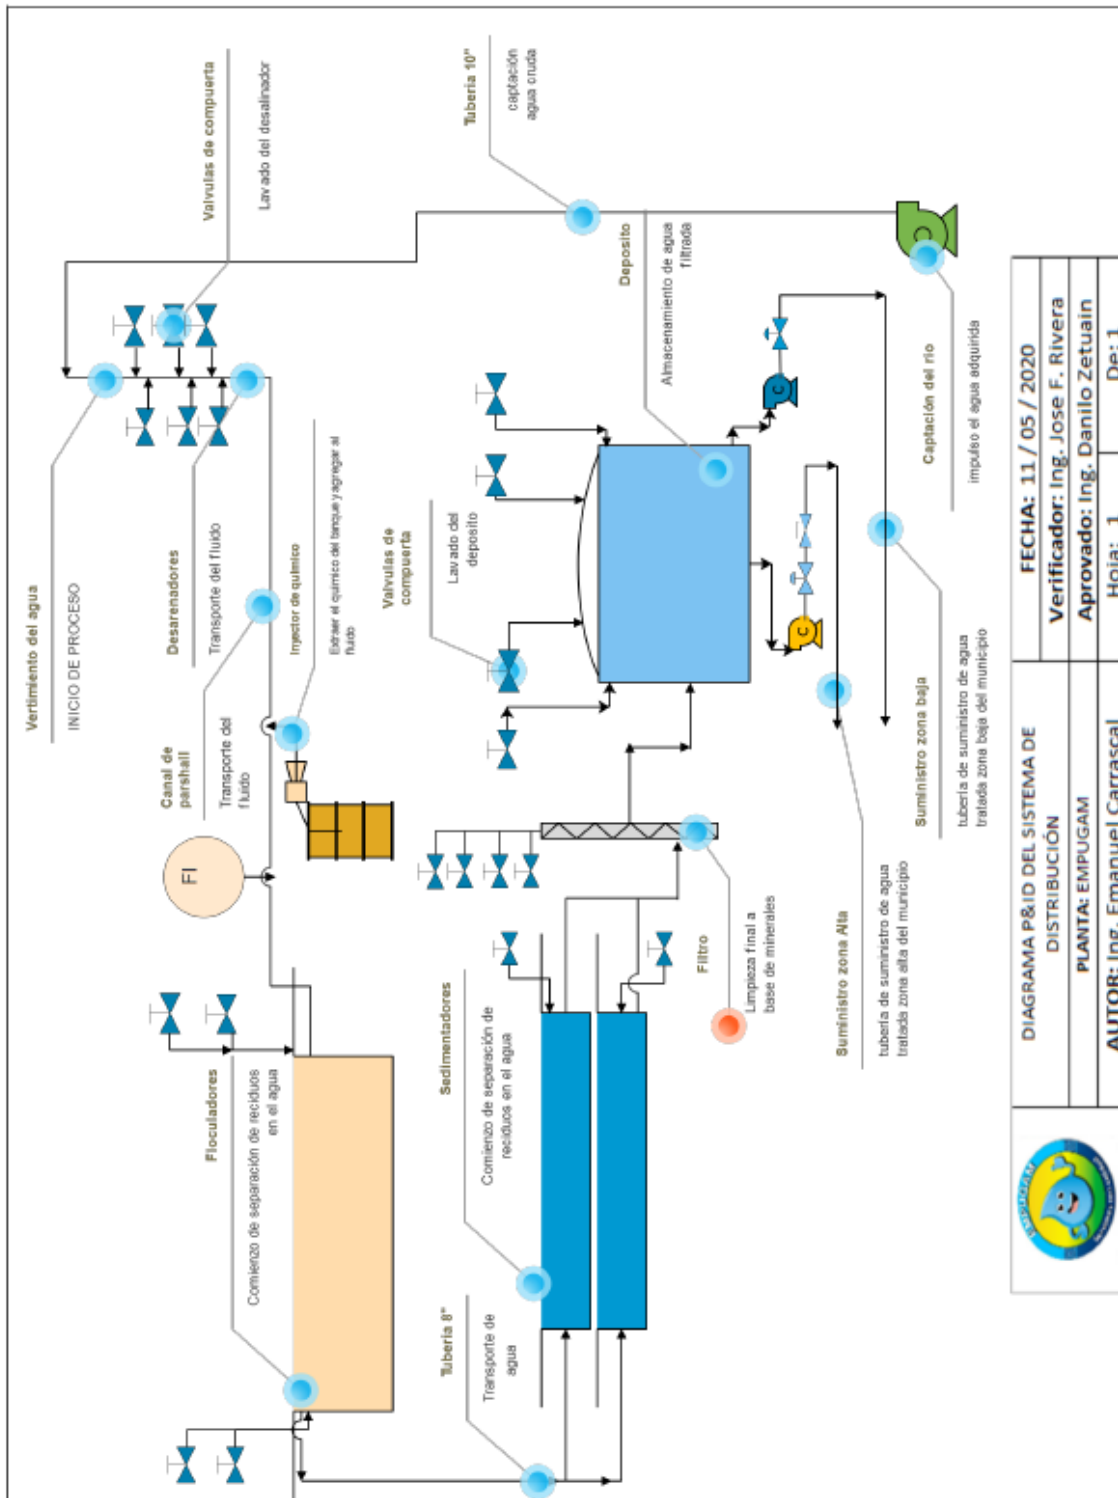 Vertimiento del agua
INICIO DE PROCESO
Valvulas de compuerta
Lavado del desalinador
Desarenadores
Transporte del fluido
Canal de
parshall
Transporte del
fluido
FI
Injector de quimico
Extraer el quimico del tanque y agregar al
fluido
Tuberia 10"
captación
agua cruda
Floculadores
Comienzo de separación de reciduos
en el agua
Valvulas de
compuerta
Lavado del
deposito
Deposito
Almacenamiento de agua
filtrada
C
C
Sedimentadores
Comienzo de separación de
reciduos en el agua
Tuberia 8"
Transporte de
agua
Filtro
Limpieza final a
base de minerales
Captación del rio
impulso el agua adquirida
Suministro zona Alta
tubería de suministro de agua
tratada zona alta del municipio
Suministro zona baja
tubería de suministro de agua
tratada zona baja del municipio
EMPUGAM
DIAGRAMA P&ID DEL SISTEMA DE
DISTRIBUCIÓN
PLANTA: EMPUGAM
AUTOR: Ing. Emanuel Carrascal
FECHA: 11 / 05 / 2020
Verificador: Ing. Jose F. Rivera
Aprovado: Ing. Danilo Zetuain
Hoja: 1
De: 1